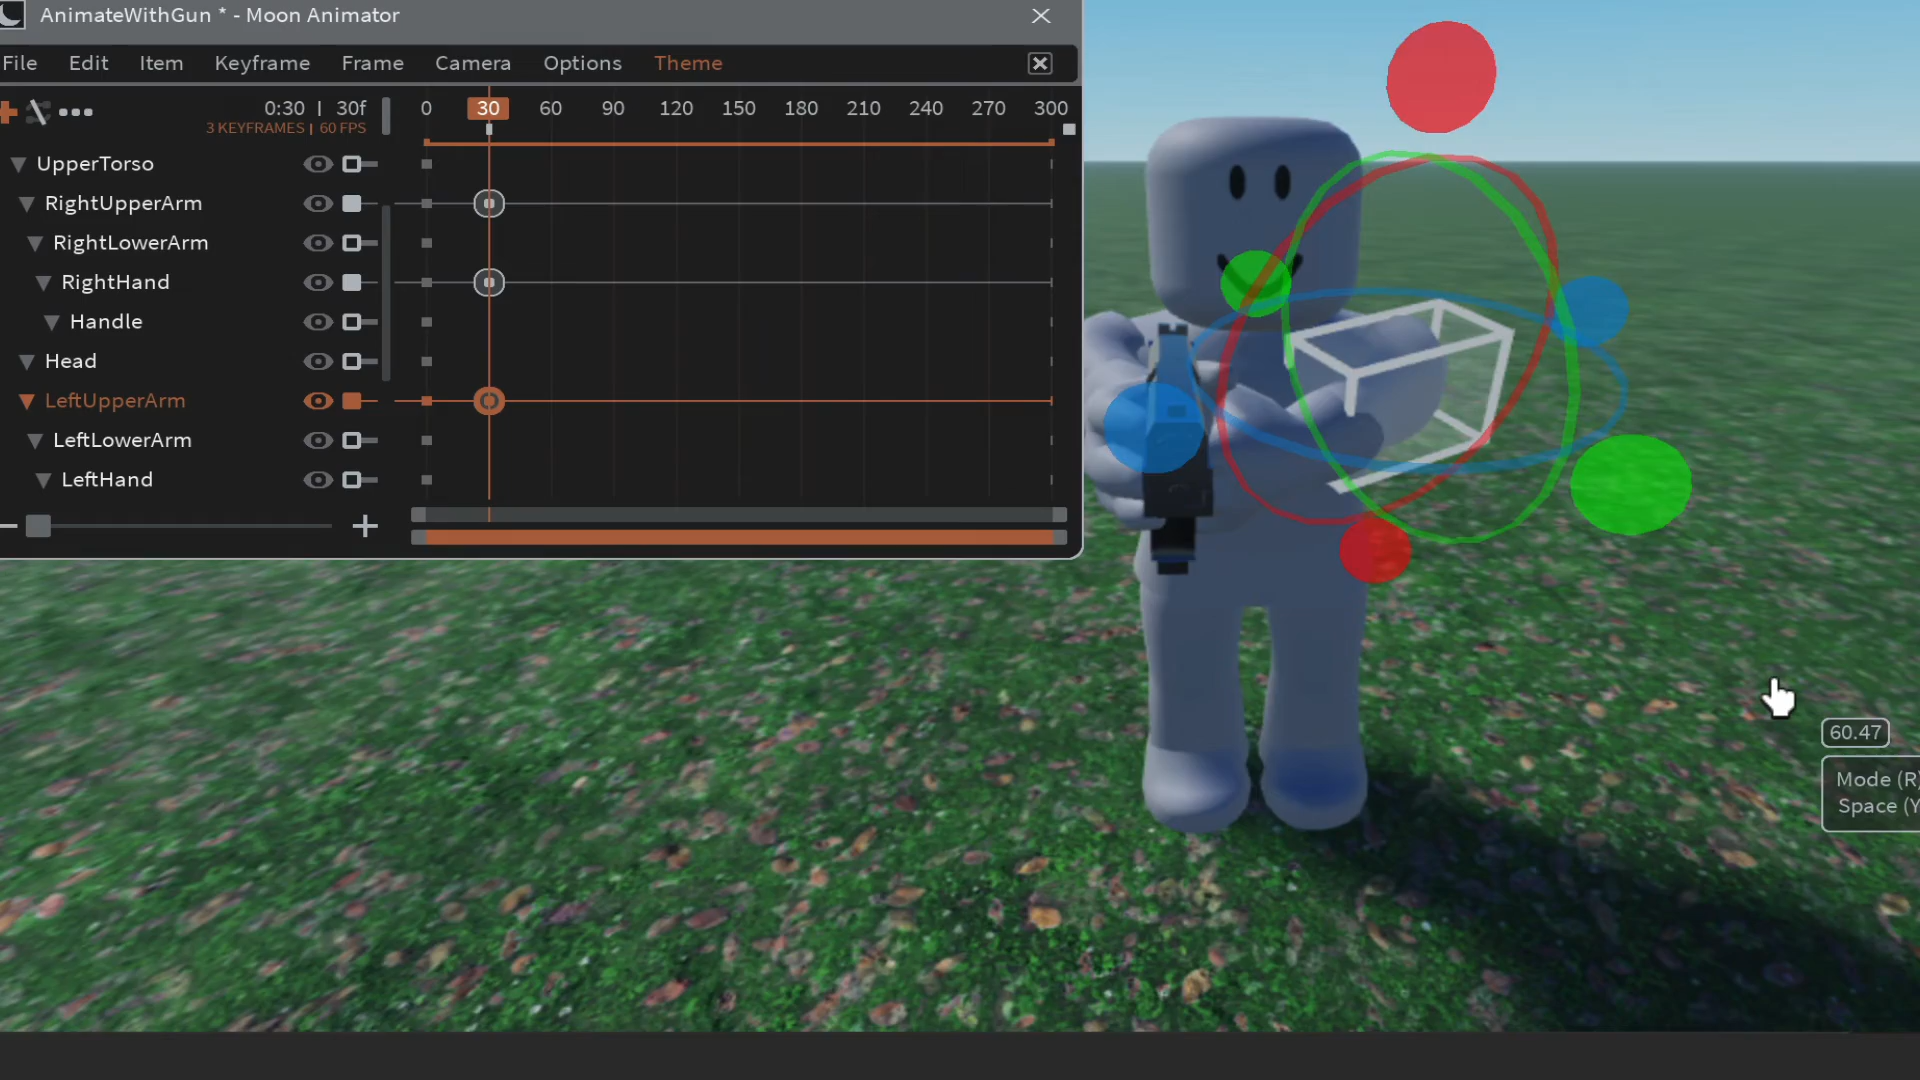 AnimateWithGun * - Moon Animator
File Edit Item Keyframe Frame Camera Options Theme
0:30 | 30f
3 KEYFRAMES | 60 FPS
0 30 60 90 120 150 180 210 240 270 300
UpperTorso
RightUpperArm
RightLowerArm
RightHand
Handle
Head
LeftUpperArm
LeftLowerArm
LeftHand
60.47
Mode (R
Space (Y